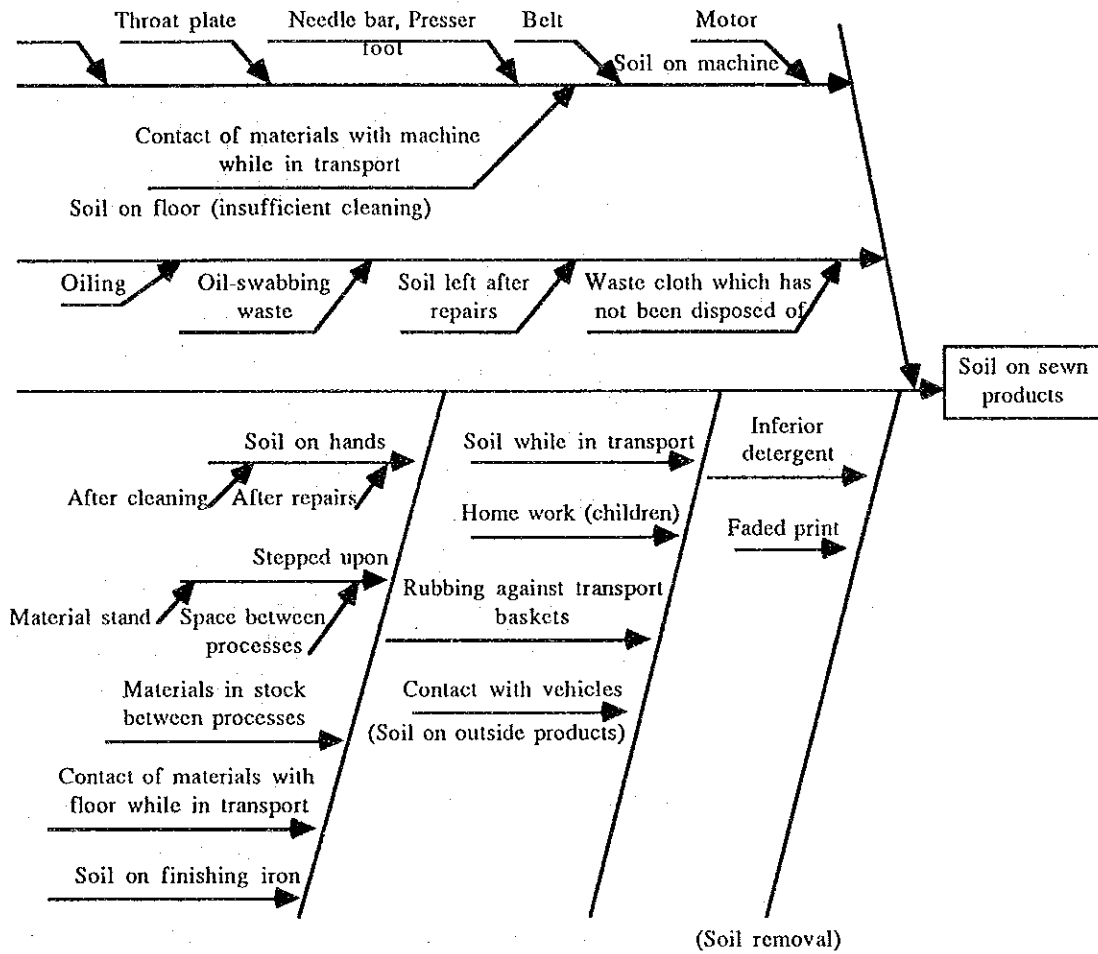 Throat plate
Needle bar, Presser
foot
Belt
Motor
Soil on machine
Contact of materials with machine
while in transport
Soil on floor (insufficient cleaning)
Oiling
Oil-swabbing
waste
Soil left after
repairs
Waste cloth which has
not been disposed of
Soil on sewn
products
Soil on hands
After cleaning
After repairs
Stepped upon
Material stand
Space between
processes
Materials in stock
between processes
Contact of materials with
floor while in transport
Soil on finishing iron
Soil while in transport
Home work (children)
Rubbing against transport
baskets
Contact with vehicles
(Soil on outside products)
Inferior
detergent
Faded print
(Soil removal)